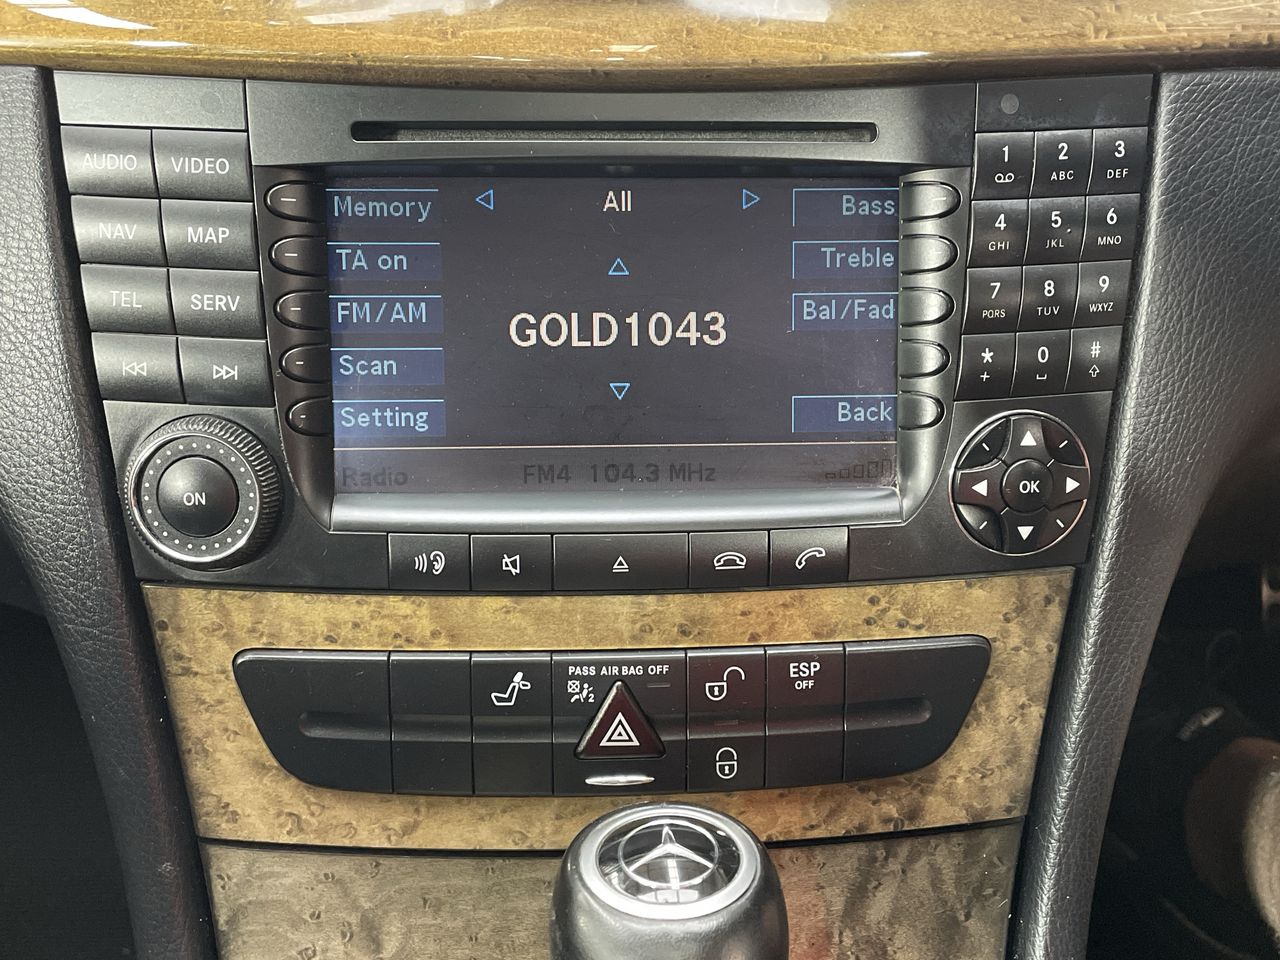 AUDIO VIDEO
NAV MAP
TEL SERV
ON
Memory
TA on
FM/AM
Scan
Setting
All
GOLD1043
Bass
Treble
Bal/Fad
Back
Radio FM4 104.3 MHz
1 2 ABC 3 DEF
4 GHI 5 JKL 6 MNO
7 PQRS 8 TUV 9 WXYZ
* + 0 #
OK
PASS AIR BAG OFF
2
ESP
OFF